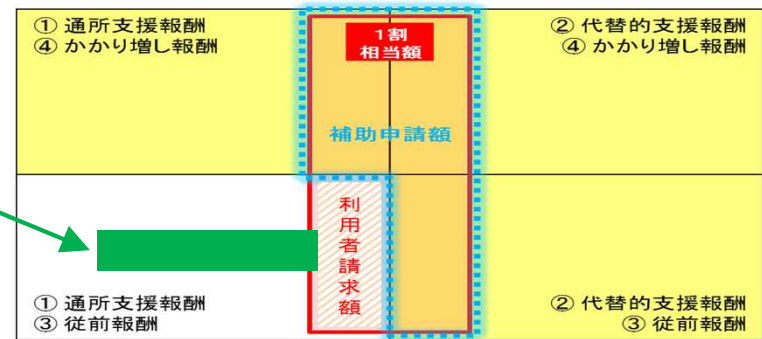 ① 通所支援報酬
④ かかり増し報酬
1割
相当額
② 代替的支援報酬
④ かかり増し報酬
補助申請額
利用者請求額
① 通所支援報酬
③ 従前報酬
② 代替的支援報酬
③ 従前報酬